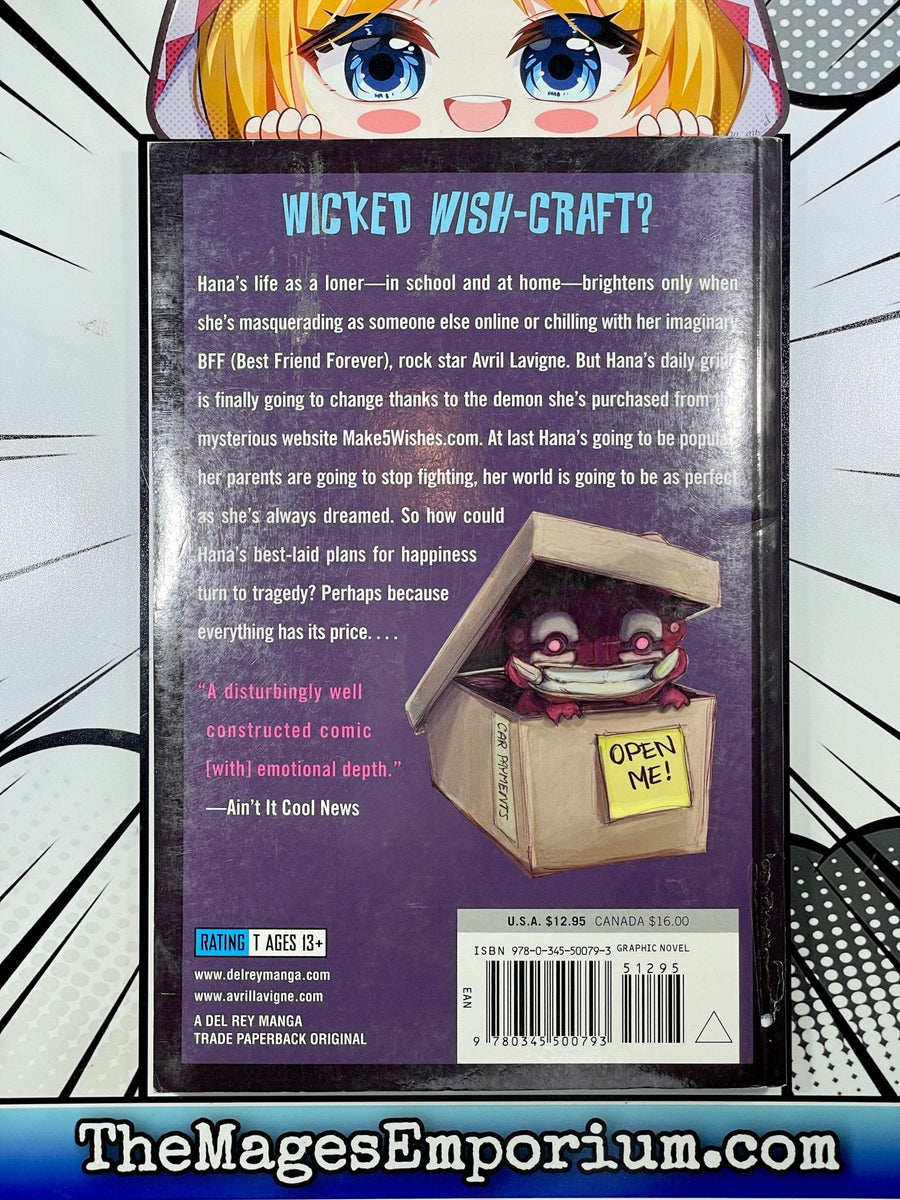 WICKED WISH-CRAFT?
Hana's life as a loner—in school and at home—brightens only when
she's masquerading as someone else online or chilling with her imaginary
BFF (Best Friend Forever), rock star Avril Lavigne. But Hana's daily grind
is finally going to change thanks to the demon she's purchased from the
mysterious website Make5Wishes.com. At last Hana's going to be popular,
her parents are going to stop fighting, her world is going to be as perfect
as she's always dreamed. So how could
Hana's best-laid plans for happiness
turn to tragedy? Perhaps because
everything has its price. . . .
"A disturbingly well
constructed comic
[with] emotional depth."
—Ain't It Cool News
CAR PAYMENTS
OPEN
ME!
RATING T AGES 13+
www.delreymanga.com
www.avrillavigne.com
A DEL REY MANGA
TRADE PAPERBACK ORIGINAL
U.S.A. $12.95 CANADA $16.00
ISBN 978-0-345-50079-3 GRAPHIC NOVEL
51295
EAN
9 780345 500793
TheMagesEmporium.com